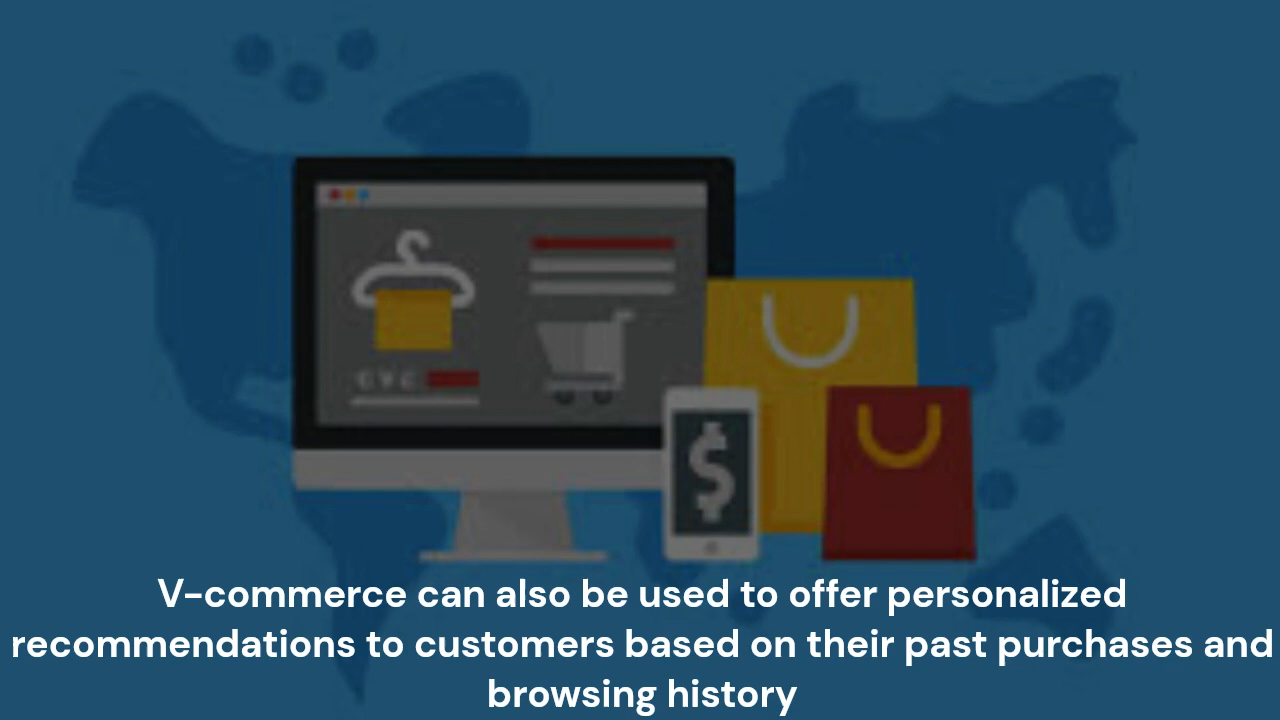 V-commerce can also be used to offer personalized
recommendations to customers based on their past purchases and
browsing history